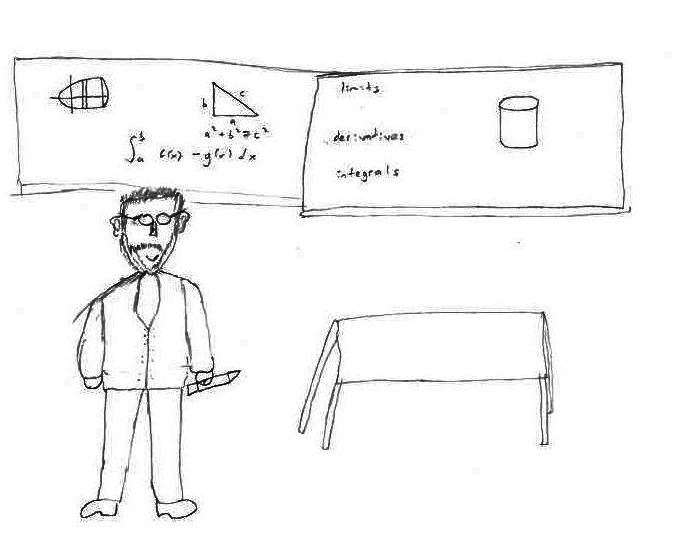 b c
a
a² + b² = c²
∫ₐᵇ f(x) - g(x) dx
limits
derivatives
integrals